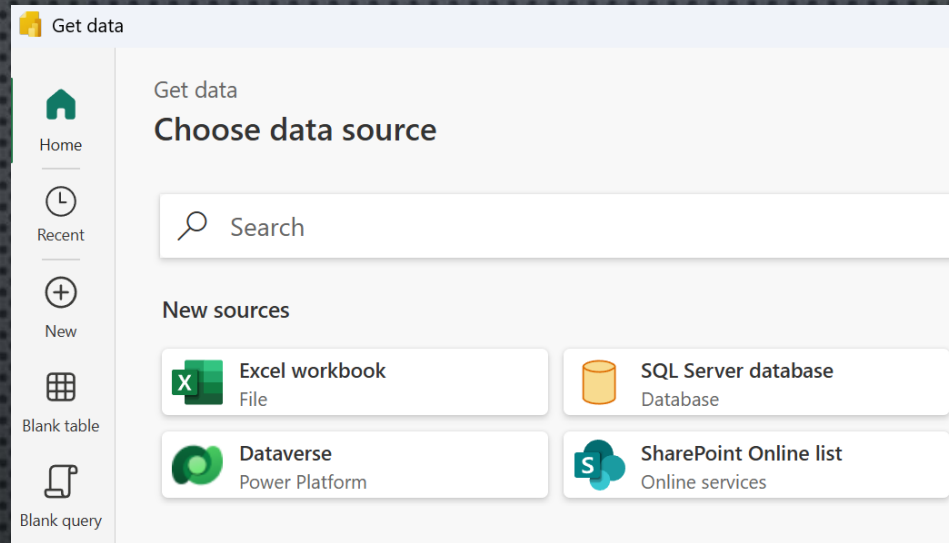 Get data
Home
Recent
New
Blank table
Blank query
Get data
Choose data source
Search
New sources
X
Excel workbook
File
SQL Server database
Database
Dataverse
Power Platform
S
SharePoint Online list
Online services